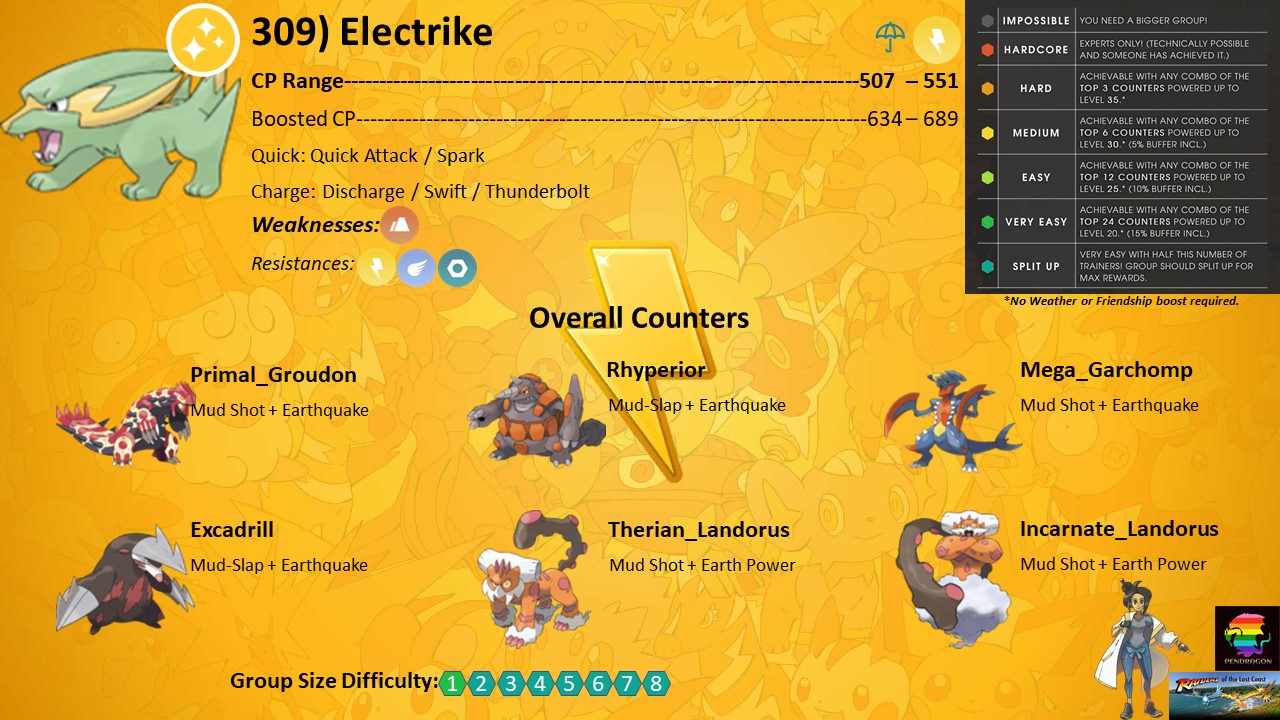 309) Electrike
CP Range--------------------------------------------------------------------------507 – 551
Boosted CP-------------------------------------------------------------------------634 – 689
Quick: Quick Attack / Spark
Charge: Discharge / Swift / Thunderbolt
Weaknesses:
Resistances:
IMPOSSIBLE YOU NEED A BIGGER GROUP!
HARDCORE EXPERTS ONLY! (TECHNICALLY POSSIBLE
AND SOMEONE HAS ACHIEVED IT.)
HARD ACHIEVABLE WITH ANY COMBO OF THE
TOP 3 COUNTERS POWERED UP TO
LEVEL 35.*
MEDIUM ACHIEVABLE WITH ANY COMBO OF THE
TOP 6 COUNTERS POWERED UP TO
LEVEL 30.* (5% BUFFER INCL.)
EASY ACHIEVABLE WITH ANY COMBO OF THE
TOP 12 COUNTERS POWERED UP TO
LEVEL 25.* (10% BUFFER INCL.)
VERY EASY ACHIEVABLE WITH ANY COMBO OF THE
TOP 24 COUNTERS POWERED UP TO
LEVEL 20.* (15% BUFFER INCL.)
SPLIT UP VERY EASY WITH HALF THIS NUMBER OF
TRAINERS! GROUP SHOULD SPLIT UP FOR
MAX REWARDS.
*No Weather or Friendship boost required.
Overall Counters
Primal_Groudon
Mud Shot + Earthquake
Rhyperior
Mud-Slap + Earthquake
Mega_Garchomp
Mud Shot + Earthquake
Excadrill
Mud-Slap + Earthquake
Therian_Landorus
Mud Shot + Earth Power
Incarnate_Landorus
Mud Shot + Earth Power
Group Size Difficulty: 1 2 3 4 5 6 7 8
PENDRAGON
RAIDERS of the Lost Coast